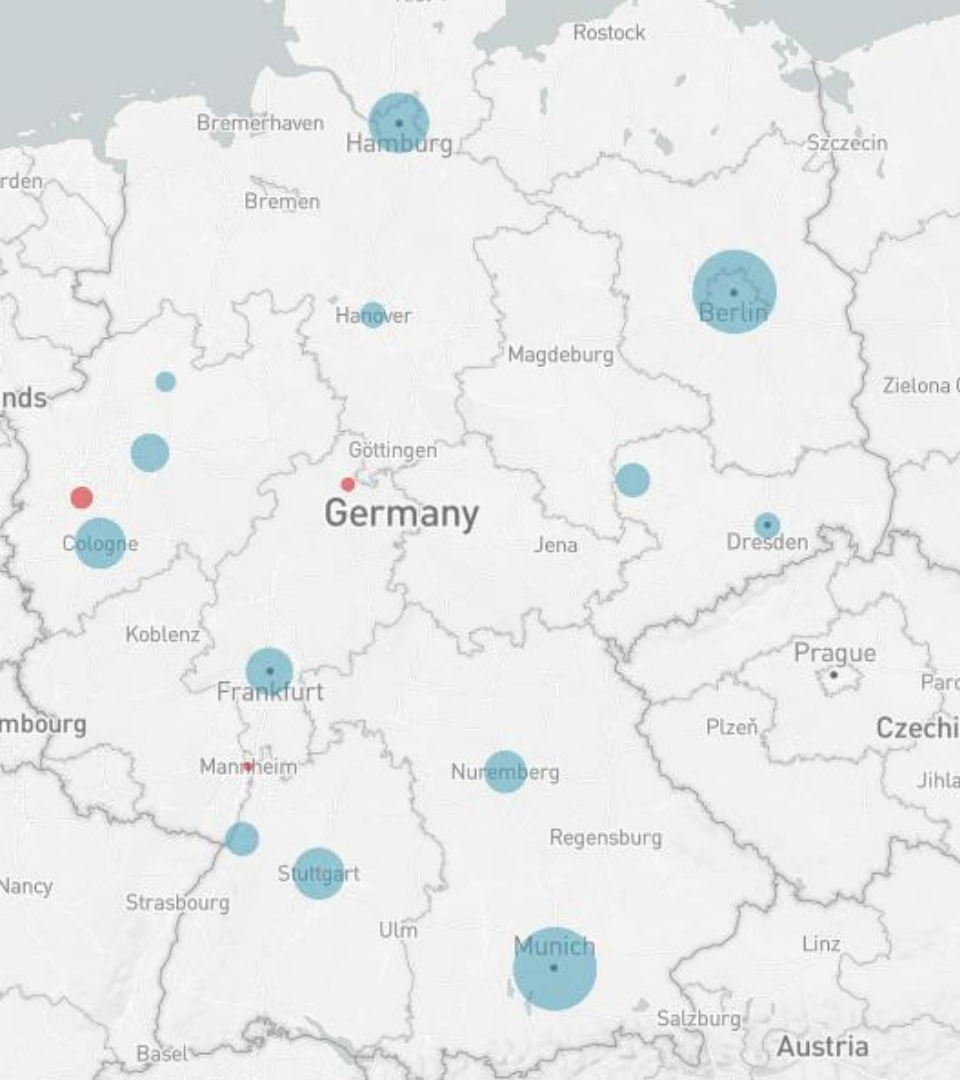 Rostock
Bremerhaven
Hamburg
Szczecin
rden
Bremen
Hanover
Berlin
Magdeburg
Zielona
nds
Göttingen
Germany
Cologne
Jena
Dresden
Koblenz
Prague
Frankfurt
Parc
mbourg
Plzeň
Czechi
Mannheim
Nuremberg
Jihla
Regensburg
Stuttgart
Nancy
Strasbourg
Ulm
Munich
Linz
Salzburg
Basel
Austria